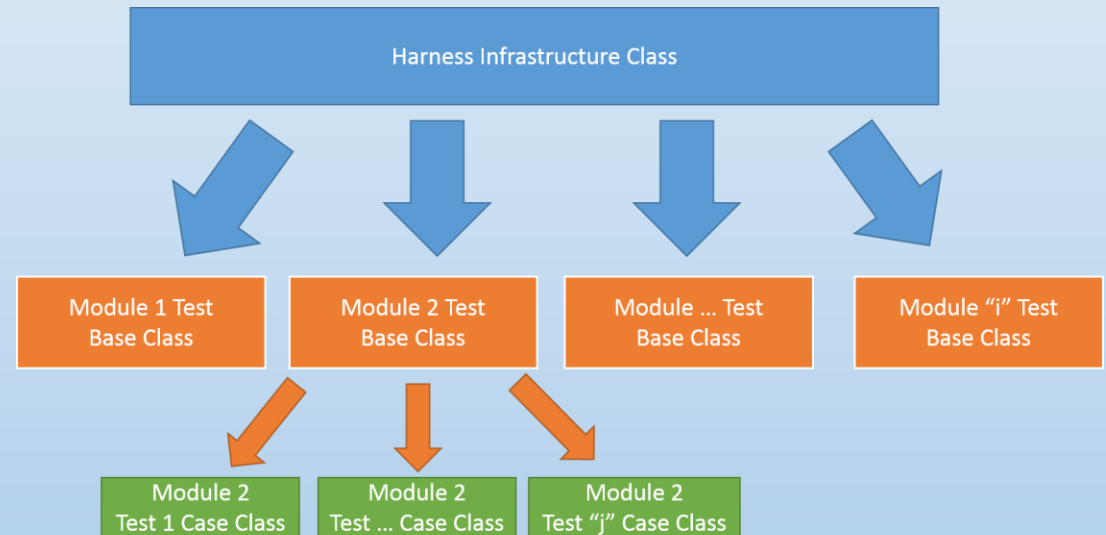 Harness Infrastructure Class
Module 1 Test
Base Class
Module 2 Test
Base Class
Module ... Test
Base Class
Module “i” Test
Base Class
Module 2
Test 1 Case Class
Module 2
Test ... Case Class
Module 2
Test “j” Case Class